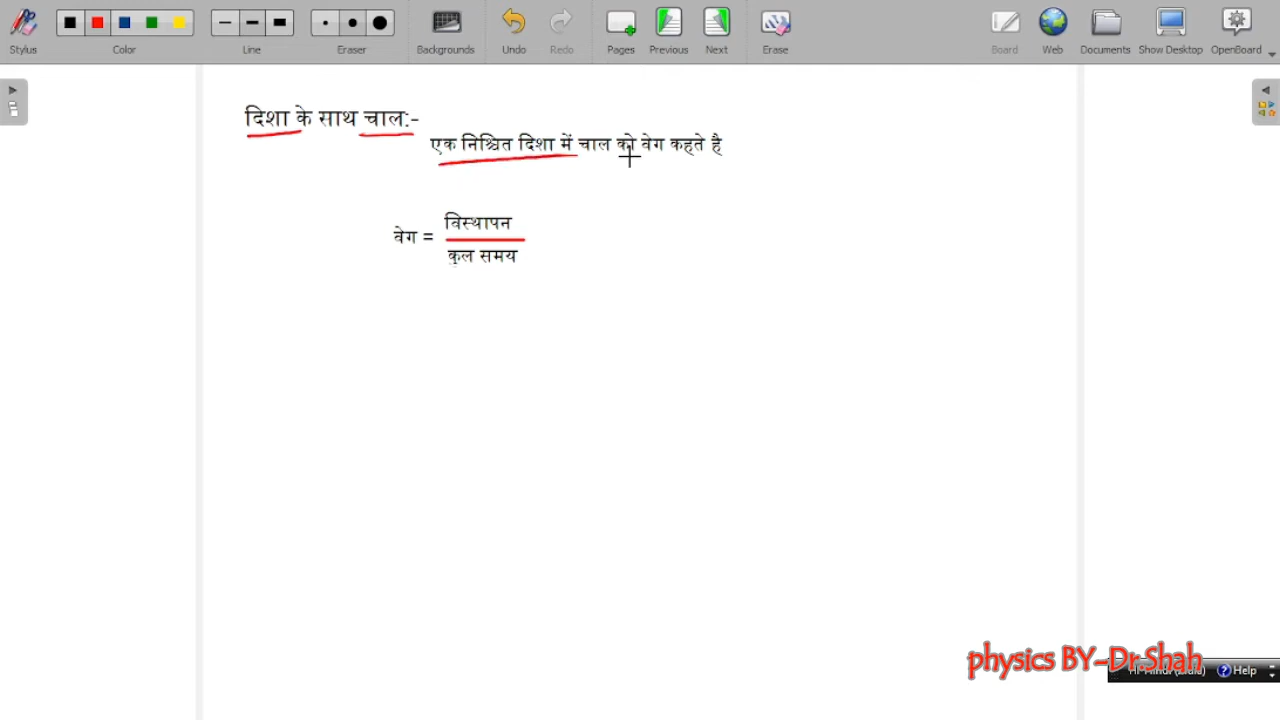 Stylus Color Line Eraser Backgrounds Undo Redo Pages Previous Next Erase Board Web Documents Show Desktop OpenBoard
दिशा के साथ चाल:-
एक निश्चित दिशा में चाल को वेग कहते है
विस्थापन
वेग =
कुल समय
physics BY-Dr.Shah
Help